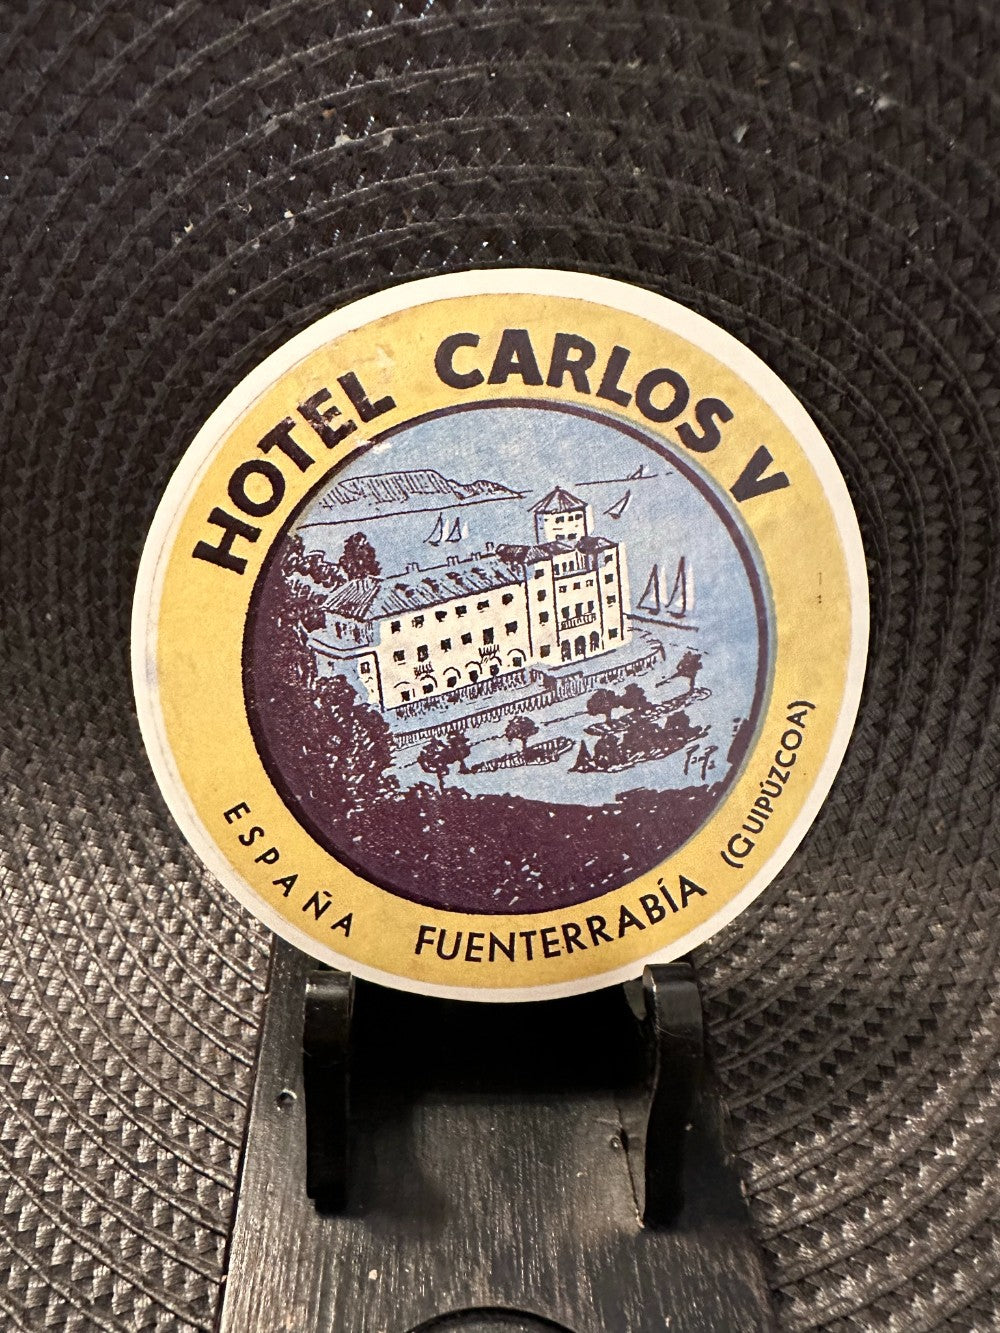 HOTEL CARLOS V
ESPAÑA FUENTERRABÍA (GUIPÚZCOA)